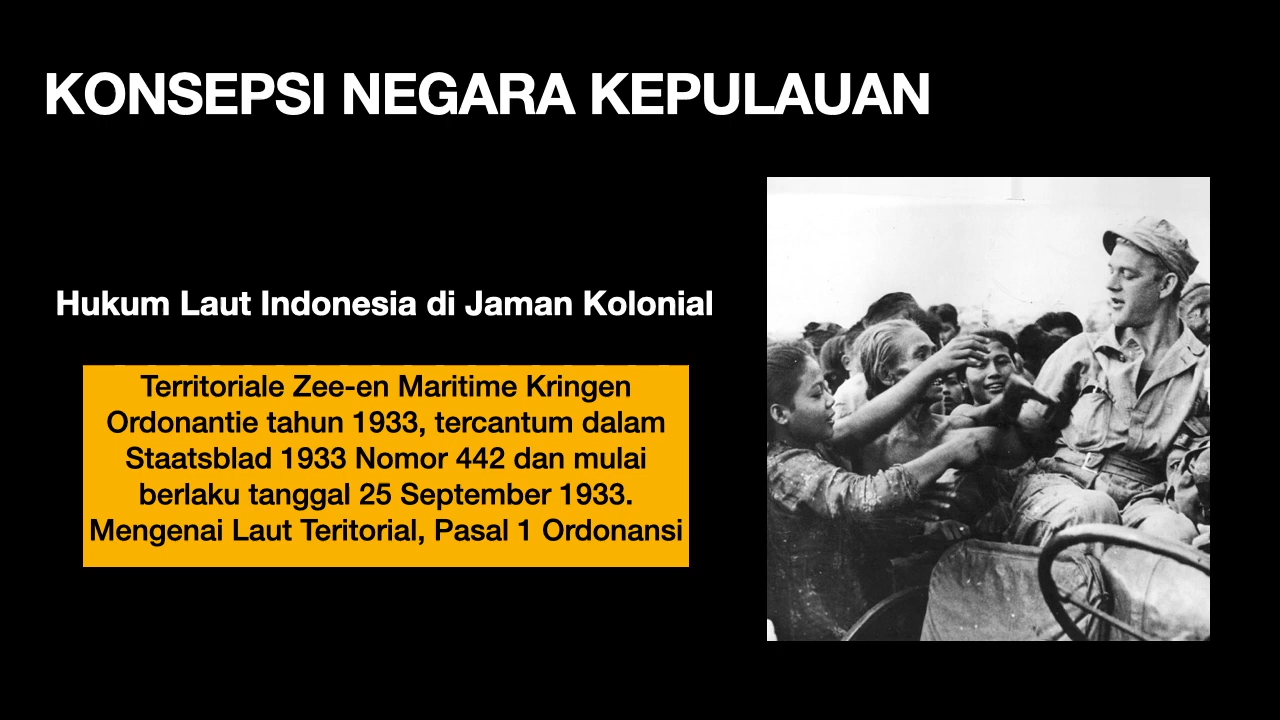 KONSEPSI NEGARA KEPULAUAN
Hukum Laut Indonesia di Jaman Kolonial
Territoriale Zee-en Maritime Kringen
Ordonantie tahun 1933, tercantum dalam
Staatsblad 1933 Nomor 442 dan mulai
berlaku tanggal 25 September 1933.
Mengenai Laut Teritorial, Pasal 1 Ordonansi